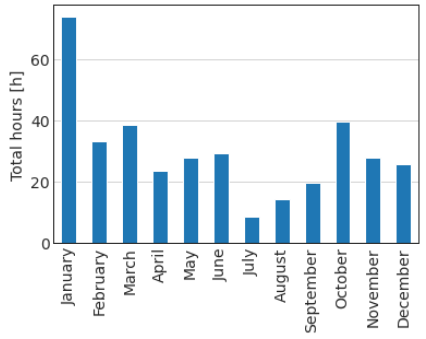 Total hours [h]
60
40
20
0
January
February
March
April
May
June
July
August
September
October
November
December